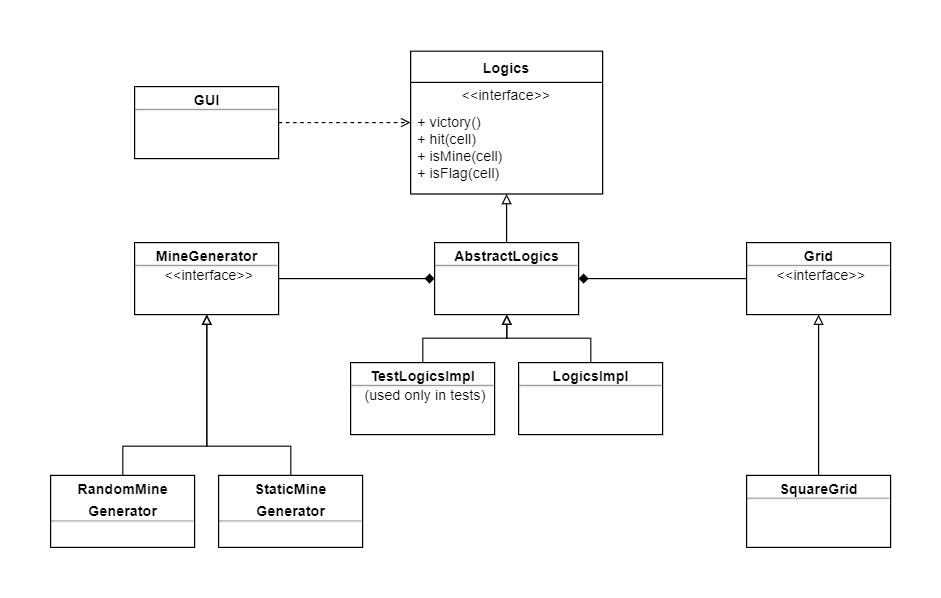 Logics
<<interface>>
+ victory()
+ hit(cell)
+ isMine(cell)
+ isFlag(cell)
GUI
MineGenerator
<<interface>>
AbstractLogics
Grid
<<interface>>
TestLogicsImpl
(used only in tests)
LogicsImpl
RandomMine
Generator
StaticMine
Generator
SquareGrid